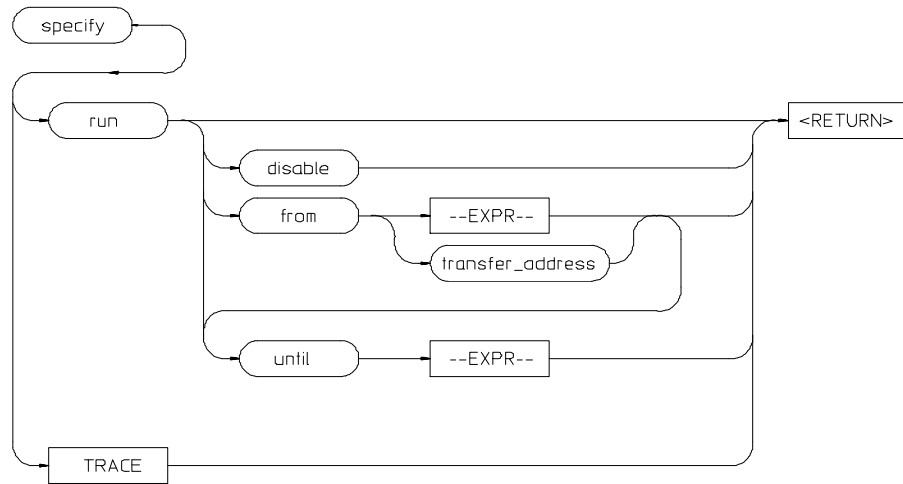 specify
run
<RETURN>
disable
from
--EXPR--
transfer_address
until
--EXPR--
TRACE